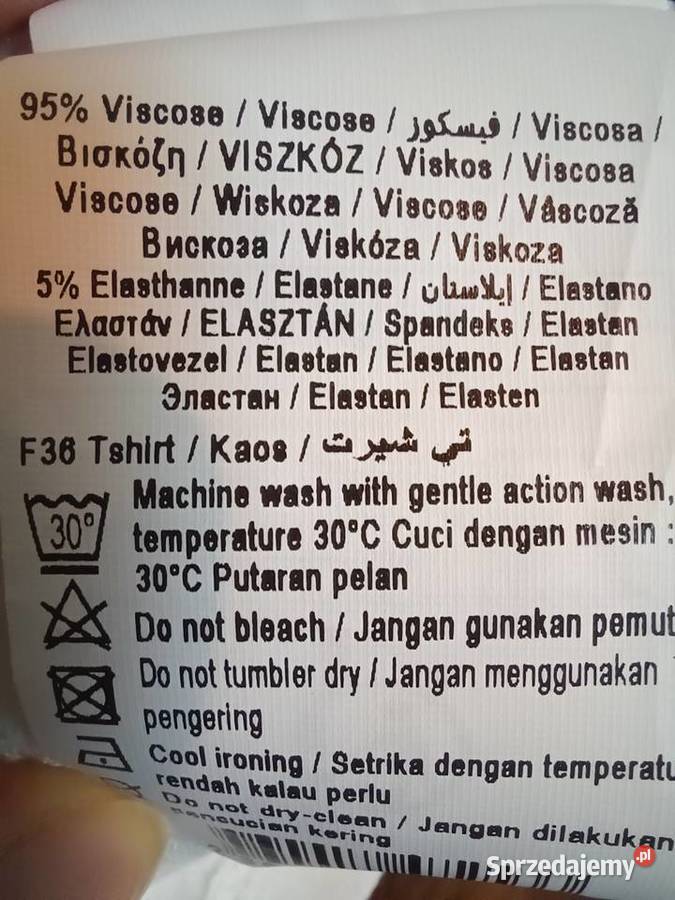 95% Viscose / Viscose / فيسكوز / Viscosa /
Βισκόζη / VISZKÓZ / Viskos / Viscosa
Viscose / Wiskoza / Viscose / Vâscoză
Вискоза / Viskóza / Viskoza
5% Elasthanne / Elastane / إيلاستان / Elastano
Ελαστάν / ELASZTÁN / Spandeks / Elastan
Elastovezel / Elastan / Elastano / Elastan
Эластан / Elastan / Elasten
F36 Tshirt / Kaos / تي شيرت
30°
Machine wash with gentle action wash,
temperature 30°C Cuci dengan mesin :
30°C Putaran pelan
Do not bleach / Jangan gunakan pemut
Do not tumbler dry / Jangan menggunakan
pengering
Cool ironing / Setrika dengan temperatu
rendah kalau perlu
Do not dry-clean / Jangan dilakukan
pencucian kering
Sprzedajemy.pl